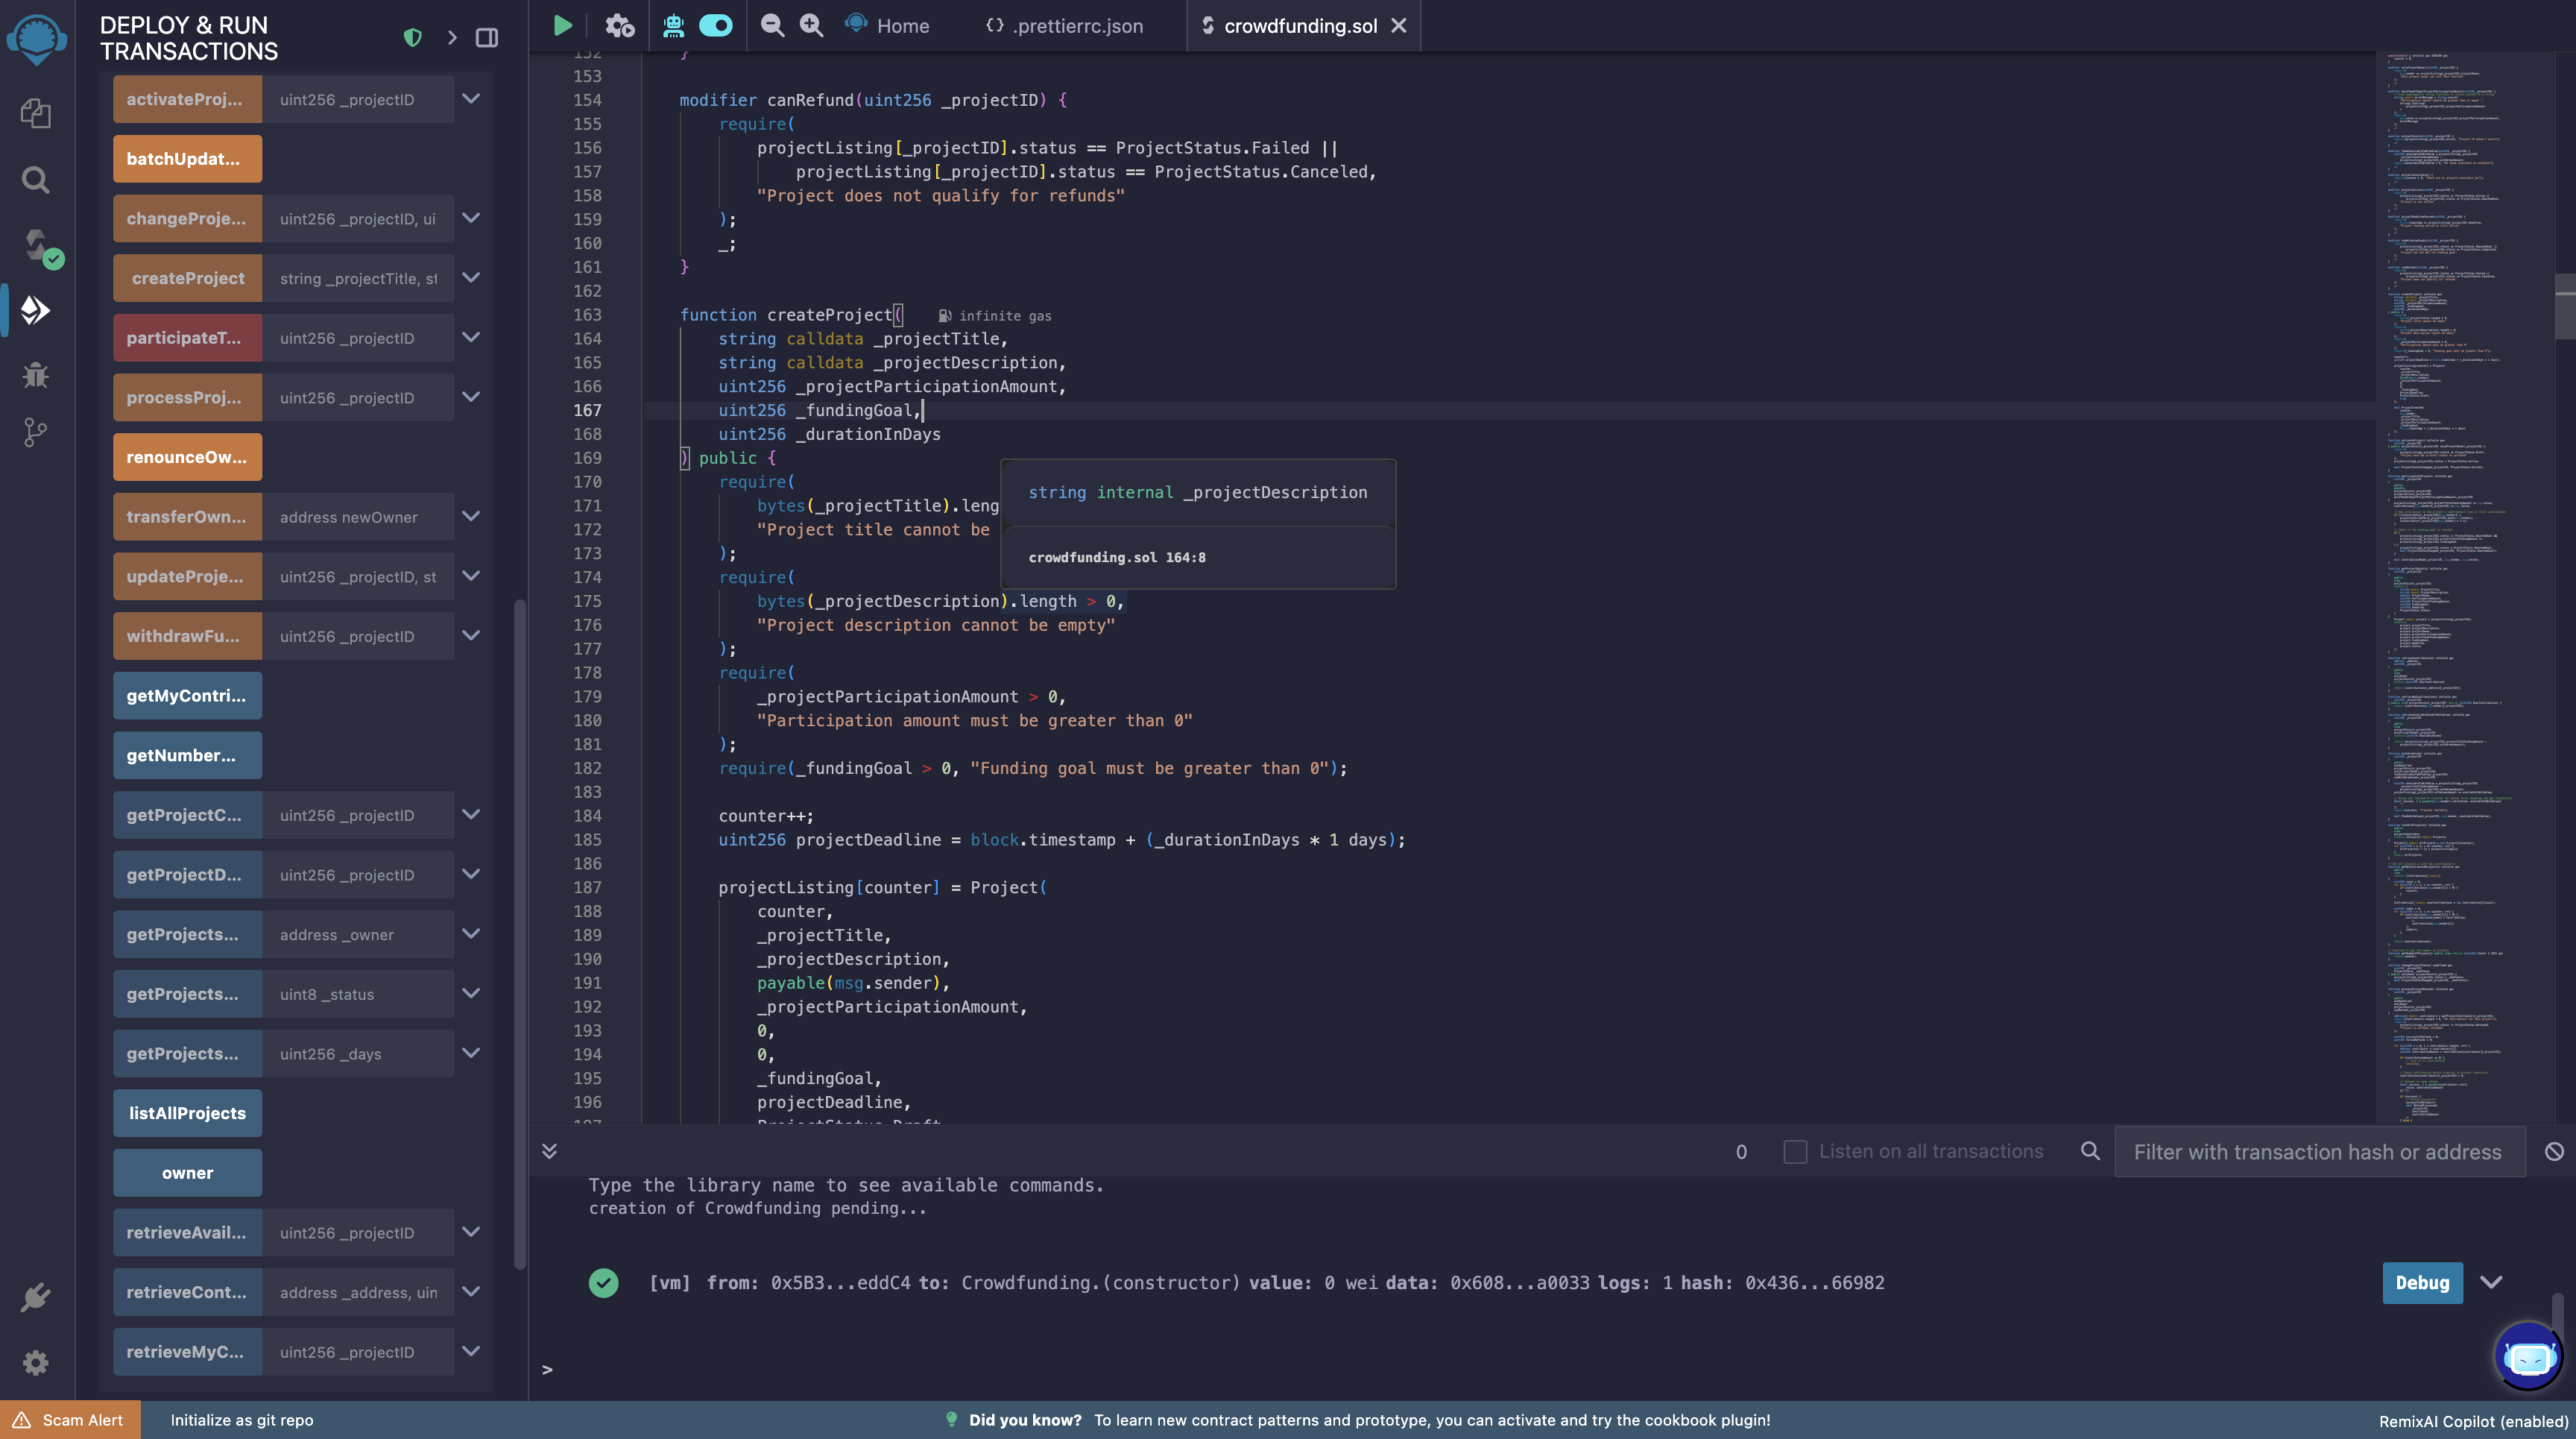 DEPLOY & RUN
TRANSACTIONS
activateProj...
uint256 _projectID
batchUpdat...
changeProje...
uint256 _projectID, ui
createProject
string _projectTitle, st
participateT...
uint256 _projectID
processProj...
uint256 _projectID
renounceOw...
transferOwn...
address newOwner
updateProje...
uint256 _projectID, st
withdrawFu...
uint256 _projectID
getMyContri...
getNumber...
getProjectC...
uint256 _projectID
getProjectD...
uint256 _projectID
getProjects...
address _owner
getProjects...
uint8 _status
getProjects...
uint256 _days
listAllProjects
owner
retrieveAvail...
uint256 _projectID
retrieveCont...
address _address, uin
retrieveMyC...
uint256 _projectID
Home
{} .prettierrc.json
crowdfunding.sol
152 }
153
154 modifier canRefund(uint256 _projectID) {
155 require(
156 projectListing[_projectID].status == ProjectStatus.Failed ||
157 projectListing[_projectID].status == ProjectStatus.Canceled,
158 "Project does not qualify for refunds"
159 );
160 _;
161 }
162
163 function createProject( infinite gas
164 string calldata _projectTitle,
165 string calldata _projectDescription,
166 uint256 _projectParticipationAmount,
167 uint256 _fundingGoal,
168 uint256 _durationInDays
169 ) public {
170 require(
171 bytes(_projectTitle).leng
172 "Project title cannot be
173 );
174 require(
175 bytes(_projectDescription).length > 0,
176 "Project description cannot be empty"
177 );
178 require(
179 _projectParticipationAmount > 0,
180 "Participation amount must be greater than 0"
181 );
182 require(_fundingGoal > 0, "Funding goal must be greater than 0");
183
184 counter++;
185 uint256 projectDeadline = block.timestamp + (_durationInDays * 1 days);
186
187 projectListing[counter] = Project(
188 counter,
189 _projectTitle,
190 _projectDescription,
191 payable(msg.sender),
192 _projectParticipationAmount,
193 0,
194 0,
195 _fundingGoal,
196 projectDeadline,
197 ProjectStatus.Draft,
string internal _projectDescription
crowdfunding.sol 164:8
0
Listen on all transactions
Filter with transaction hash or address
Type the library name to see available commands.
creation of Crowdfunding pending...
[vm] from: 0x5B3...eddC4 to: Crowdfunding.(constructor) value: 0 wei data: 0x608...a0033 logs: 1 hash: 0x436...66982
Debug
>
Scam Alert
Initialize as git repo
Did you know? To learn new contract patterns and prototype, you can activate and try the cookbook plugin!
RemixAI Copilot (enabled)